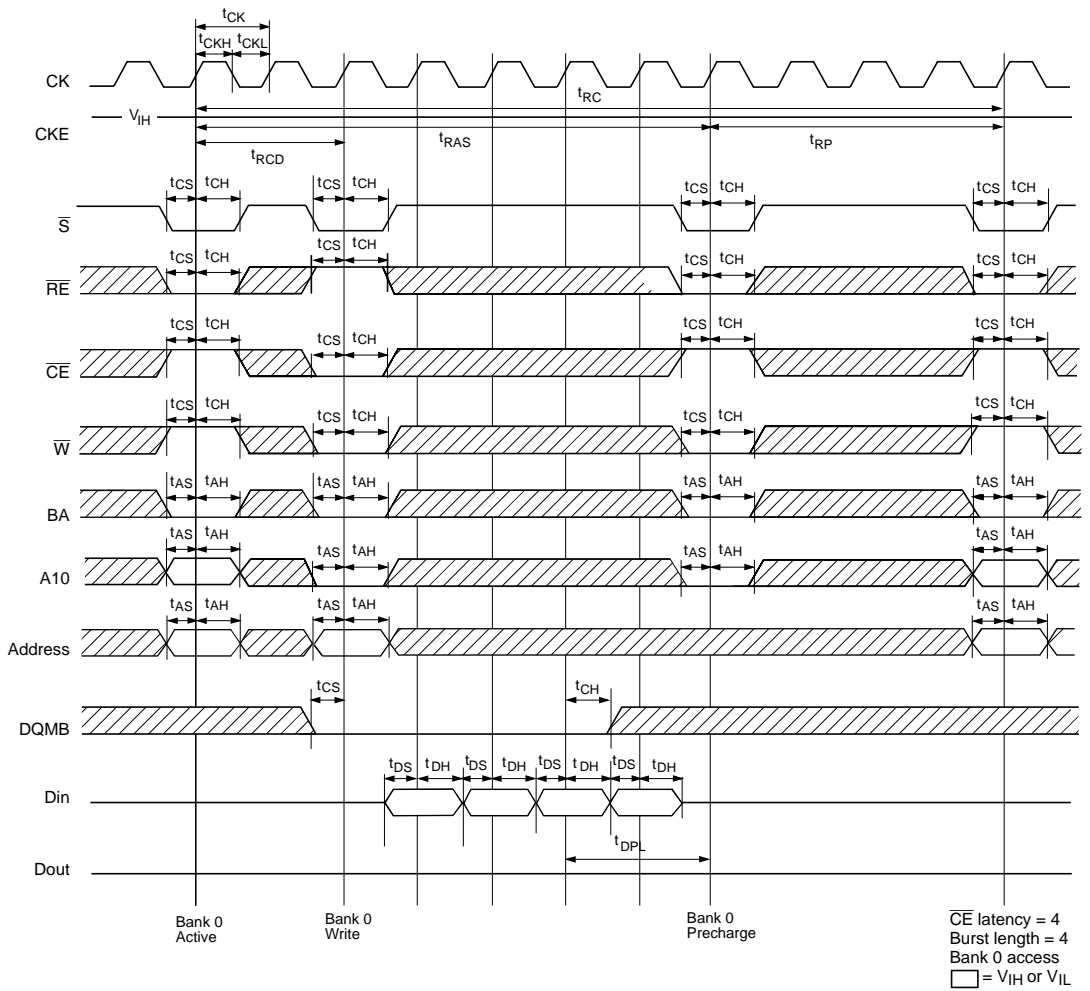 tCK
tCKH tCKL
CK
tRC
VIH
CKE
tRAS
tRP
tRCD
tCS tCH tCS tCH tCS tCH tCS tCH
S
tCS tCH tCS tCH tCS tCH tCS tCH
RE
tCS tCH tCS tCH tCS tCH tCS tCH
CE
tCS tCH tCS tCH tCS tCH tCS tCH
W
tAS tAH tAS tAH tAS tAH tAS tAH
BA
tAS tAH tAS tAH tAS tAH tAS tAH
A10
tAS tAH tAS tAH tAS tAH
Address
tCS tCH
DQMB
tDS tDH tDS tDH tDS tDH tDS tDH
Din
tDPL
Dout
Bank 0
Active
Bank 0
Write
Bank 0
Precharge
CE latency = 4
Burst length = 4
Bank 0 access
= VIH or VIL